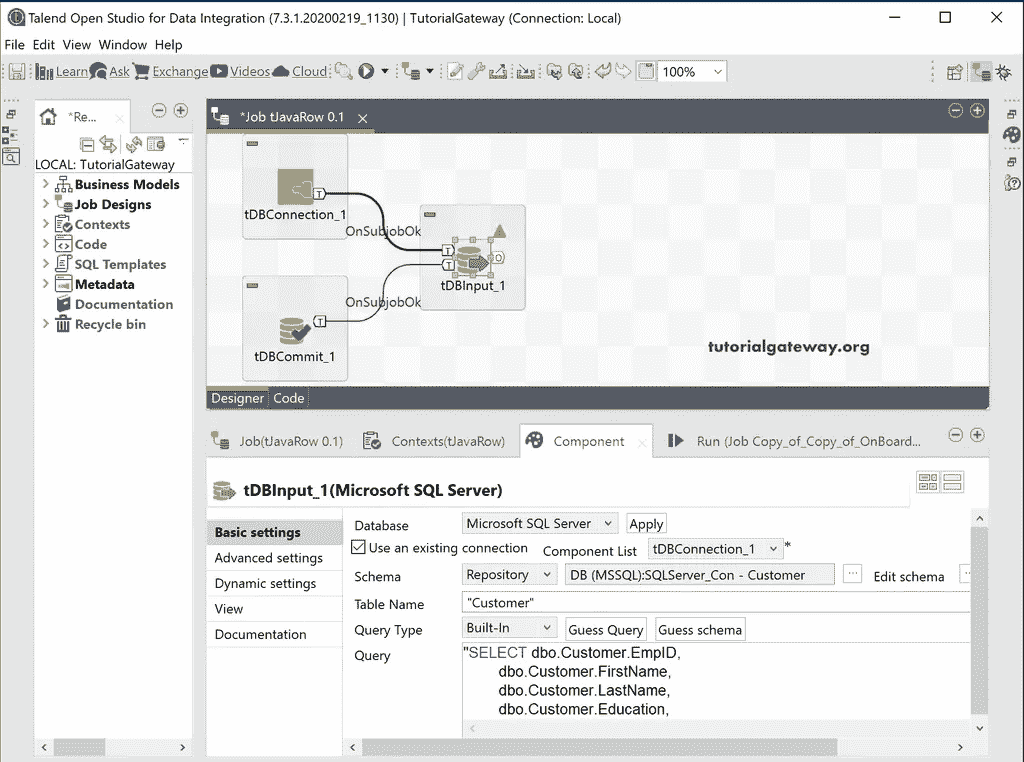 Talend Open Studio for Data Integration (7.3.1.20200219_1130) | TutorialGateway (Connection: Local)
File Edit View Window Help
Learn Ask Exchange Videos Cloud 100%
*Re...
LOCAL: TutorialGateway
Business Models
Job Designs
Contexts
Code
SQL Templates
Metadata
Documentation
Recycle bin
*Job tJavaRow 0.1
T
tDBConnection_1
OnSubjobOk
T
T
O
tDBInput_1
OnSubjobOk
T
tDBCommit_1
tutorialgateway.org
Designer Code
Job(tJavaRow 0.1) Contexts(tJavaRow) Component Run (Job Copy_of_Copy_of_OnBoard...
tDBInput_1(Microsoft SQL Server)
Basic settings
Advanced settings
Dynamic settings
View
Documentation
Database Microsoft SQL Server Apply
Use an existing connection Component List tDBConnection_1 *
Schema Repository DB (MSSQL):SQLServer_Con - Customer ... Edit schema ...
Table Name "Customer"
Query Type Built-In Guess Query Guess schema
Query "SELECT dbo.Customer.EmpID,
dbo.Customer.FirstName,
dbo.Customer.LastName,
dbo.Customer.Education,